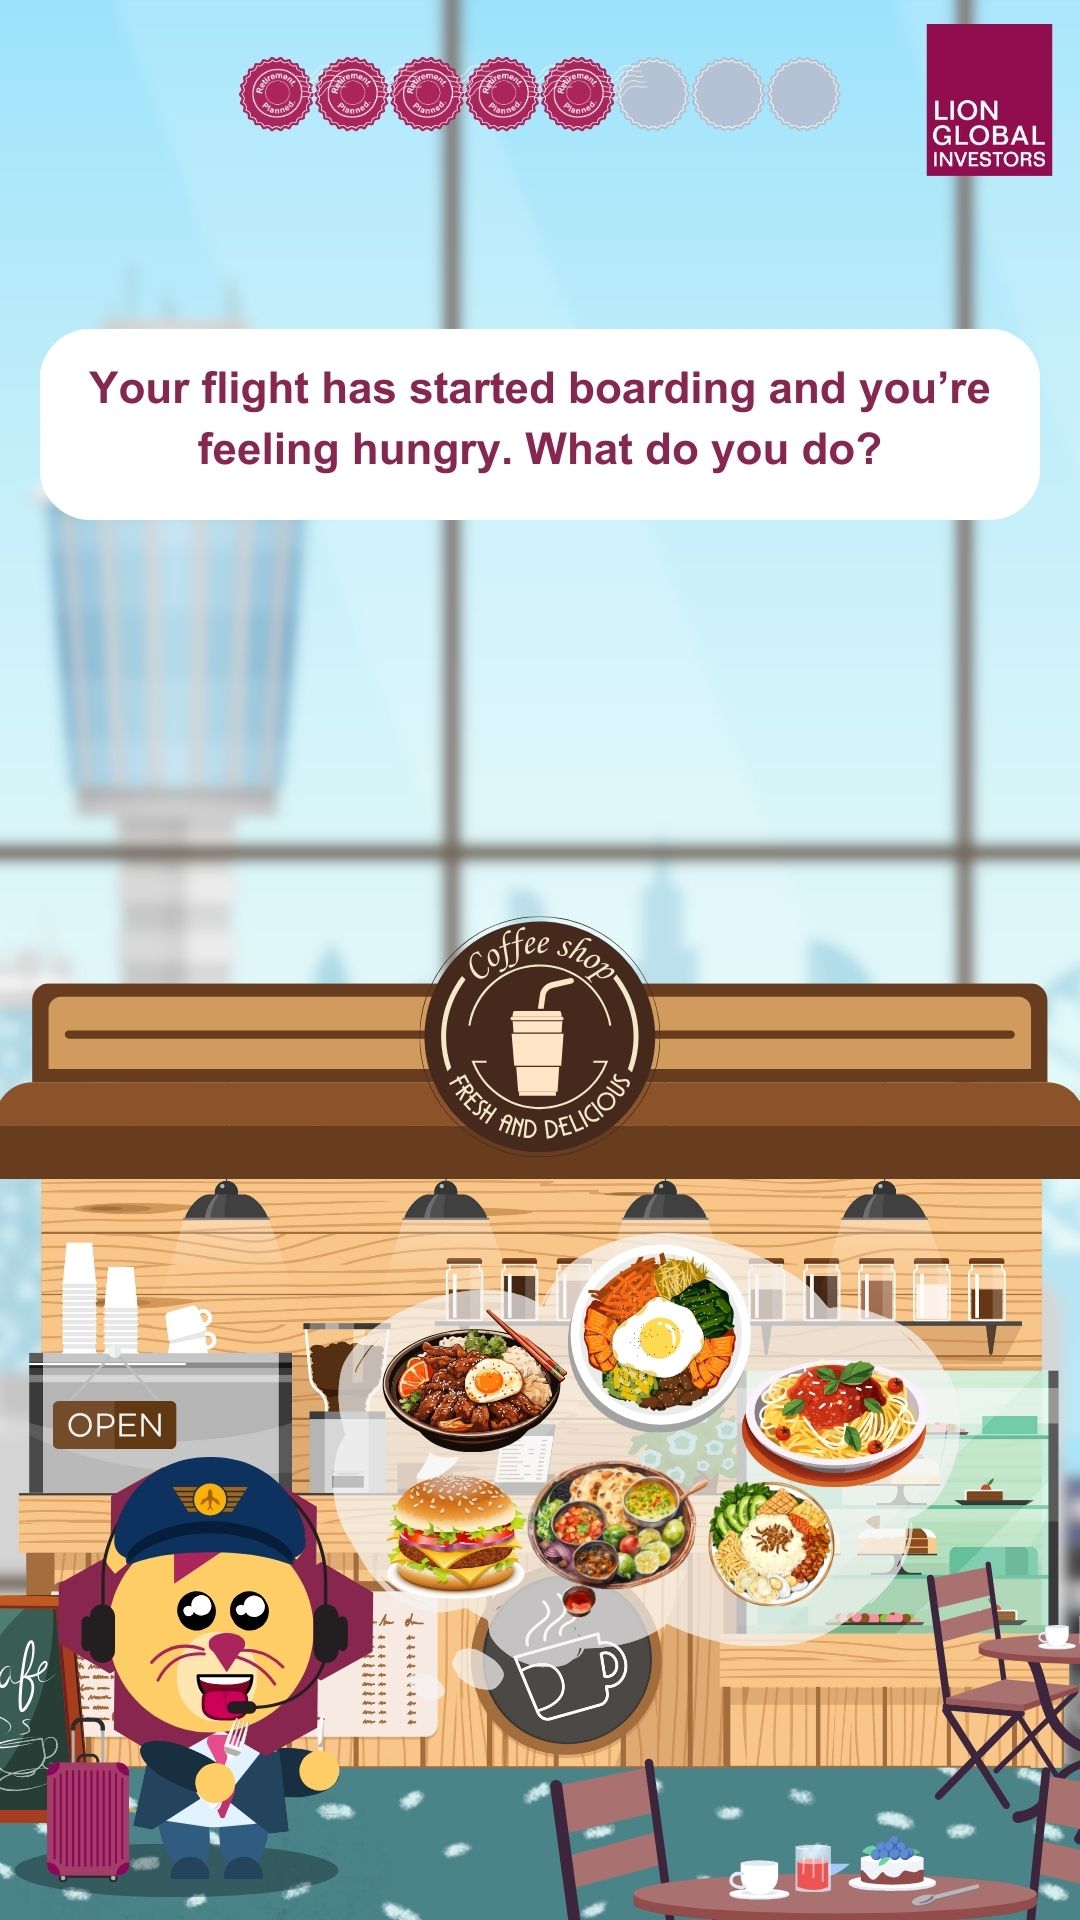 Retirement Planned.
Retirement Planned.
Retirement Planned.
Retirement Planned.
Retirement Planned.
LION
GLOBAL
INVESTORS
Your flight has started boarding and you’re
feeling hungry. What do you do?
Coffee shop
FRESH AND DELICIOUS
OPEN
afe